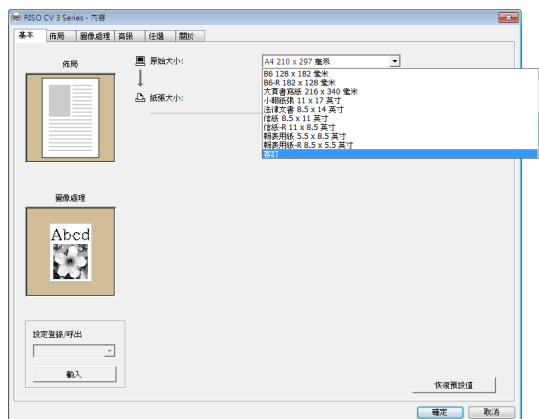 RISO CV 3 Series - 內容
基本 佈局 圖像處理 高級 任選 關於
佈局
原始大小: A4 210 x 297 毫米
紙張大小:
B6 128 x 182 毫米
B6-R 182 x 128 毫米
大頁書寫紙 216 x 340 毫米
小報紙張 11 x 17 英寸
法律文書 8.5 x 14 英寸
信紙 8.5 x 11 英寸
信紙-R 11 x 8.5 英寸
報表用紙 5.5 x 8.5 英寸
報表用紙-R 8.5 x 5.5 英寸
客訂
圖像處理
Abcd
設定登錄/呼出
輸入
恢復預設值
確定 取消